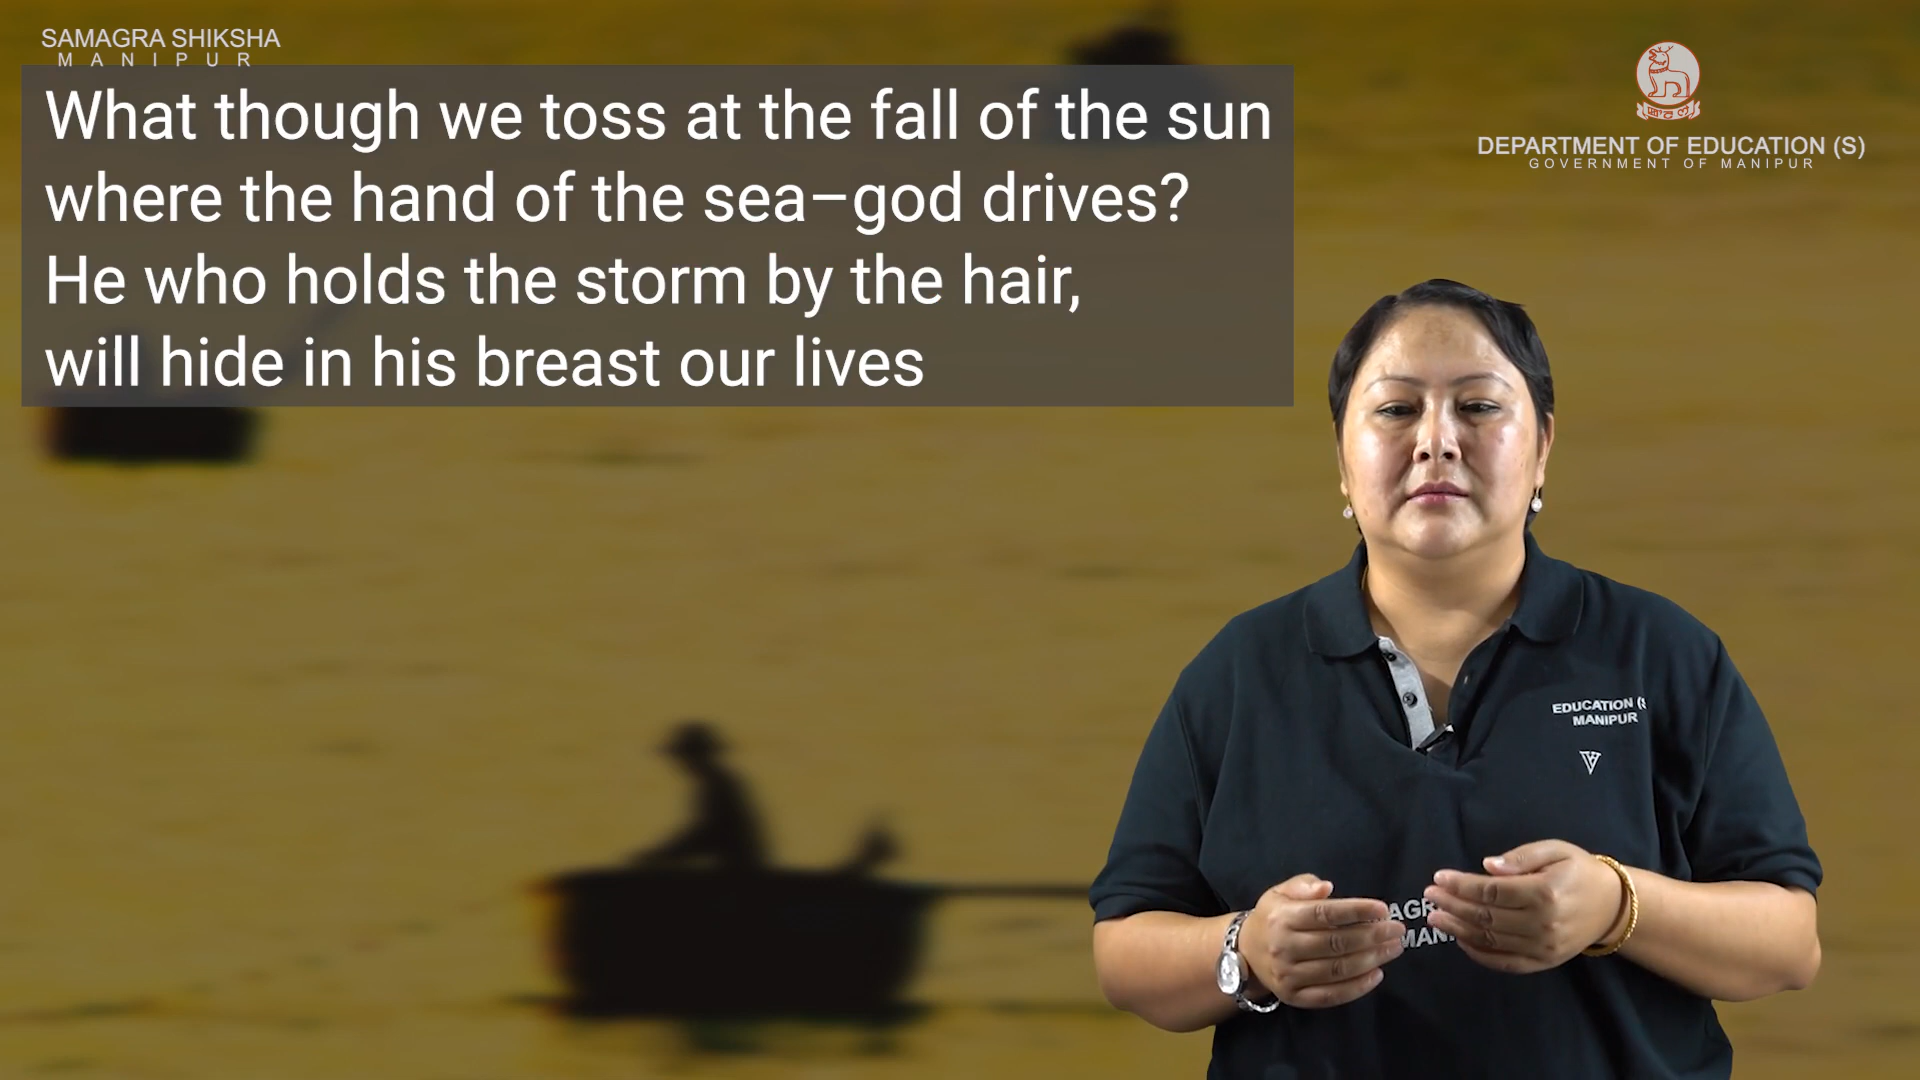 SAMAGRA SHIKSHA
MANIPUR
What though we toss at the fall of the sun
where the hand of the sea–god drives?
He who holds the storm by the hair,
will hide in his breast our lives
DEPARTMENT OF EDUCATION (S)
GOVERNMENT OF MANIPUR
EDUCATION (S
MANIPUR
AGR
MAN